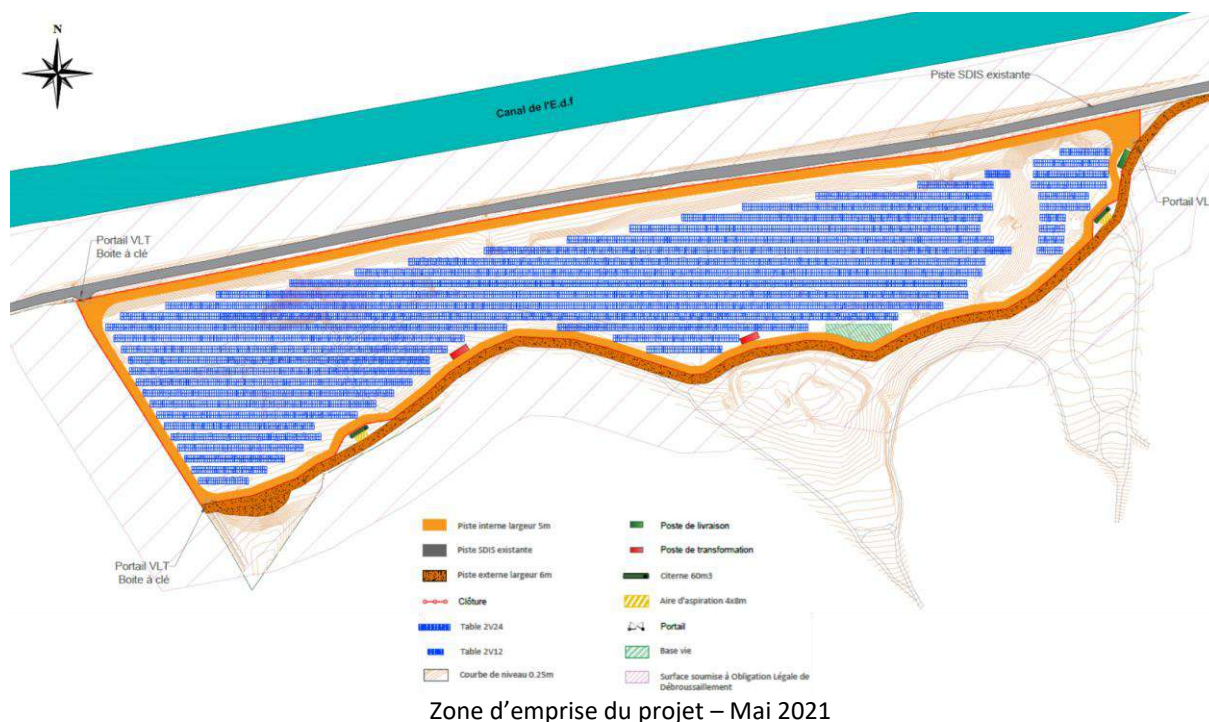 N
Piste SDIS existante
Canal de l'E.d.f
Portail VL
Portail VLT
Boite à clé
Portail VLT
Boite à clé
Piste interne largeur 5m
Piste SDIS existante
Piste externe largeur 6m
Clôture
Table 2V24
Table 2V12
Courbe de niveau 0.25m
Poste de livraison
Poste de transformation
Citerne 60m3
Aire d'aspiration 4x8m
Portail
Base vie
Surface soumise à Obligation Légale de
Débroussaillement
Zone d'emprise du projet – Mai 2021